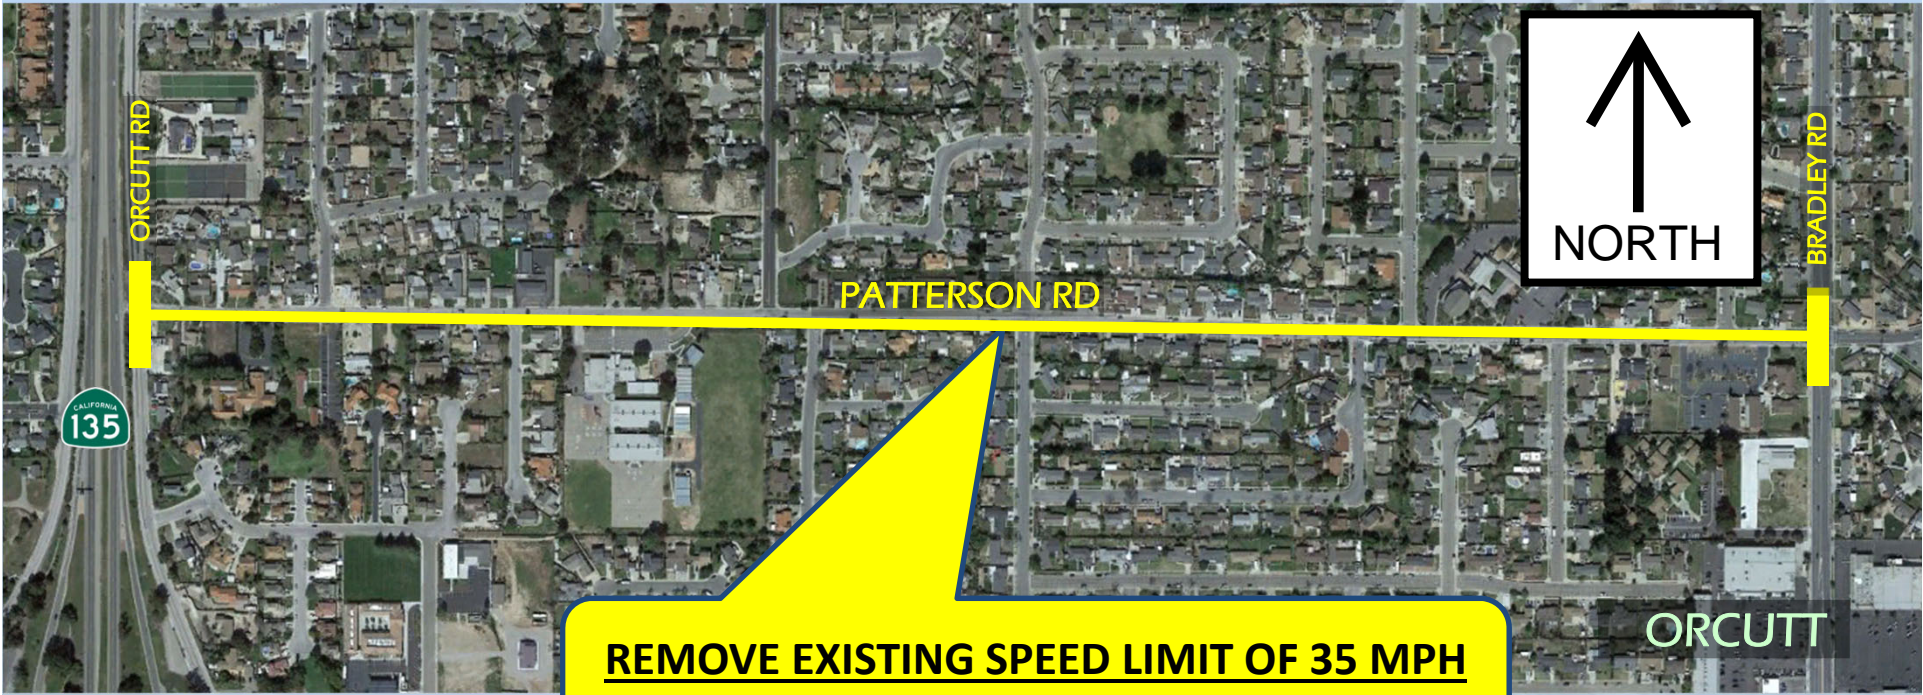 ORCUTT RD
NORTH
BRADLEY RD
PATTERSON RD
CALIFORNIA
135
ORCUTT
REMOVE EXISTING SPEED LIMIT OF 35 MPH